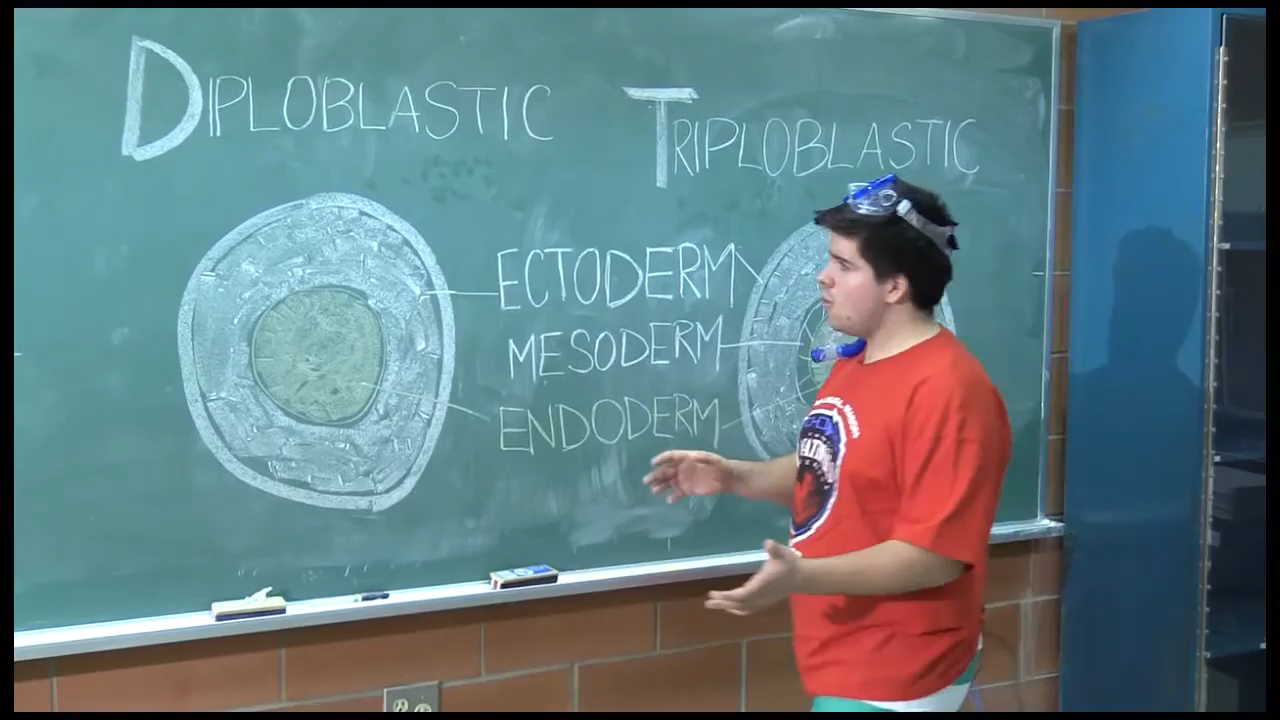 DIPLOBLASTIC
TRIPLOBLASTIC
ECTODERM
MESODERM
ENDODERM